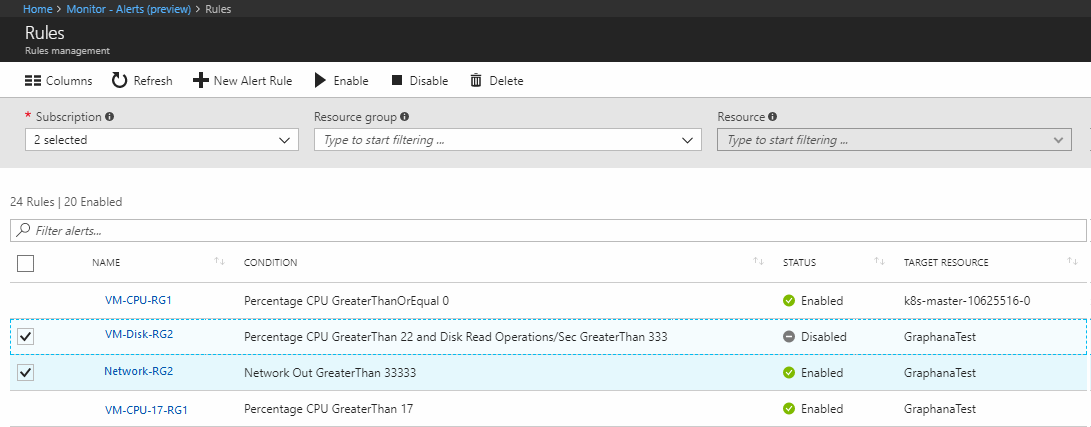 Home > Monitor - Alerts (preview) > Rules
Rules
Rules management
Columns Refresh New Alert Rule Enable Disable Delete
* Subscription Resource group Resource
2 selected Type to start filtering ... Type to start filtering ...
24 Rules | 20 Enabled
Filter alerts...
NAME CONDITION STATUS TARGET RESOURCE
VM-CPU-RG1 Percentage CPU GreaterThanOrEqual 0 Enabled k8s-master-10625516-0
VM-Disk-RG2 Percentage CPU GreaterThan 22 and Disk Read Operations/Sec GreaterThan 333 Disabled GraphanaTest
Network-RG2 Network Out GreaterThan 33333 Enabled GraphanaTest
VM-CPU-17-RG1 Percentage CPU GreaterThan 17 Enabled GraphanaTest